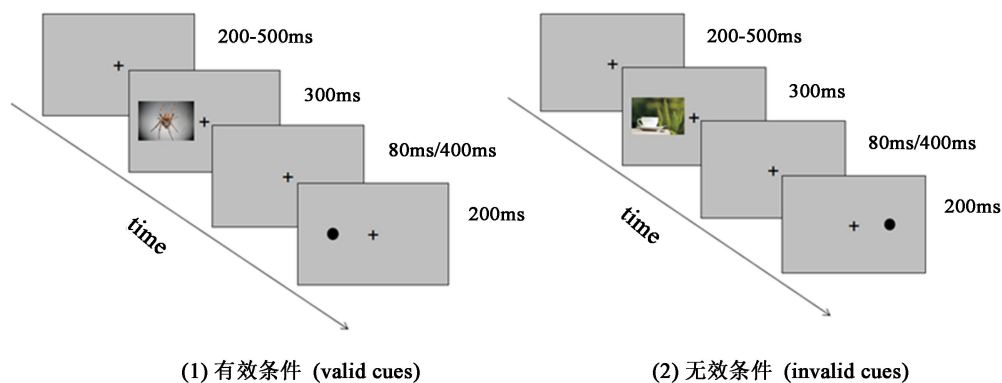 200-500ms
300ms
80ms/400ms
200ms
time
(1) 有效条件 (valid cues)
200-500ms
300ms
80ms/400ms
200ms
time
(2) 无效条件 (invalid cues)